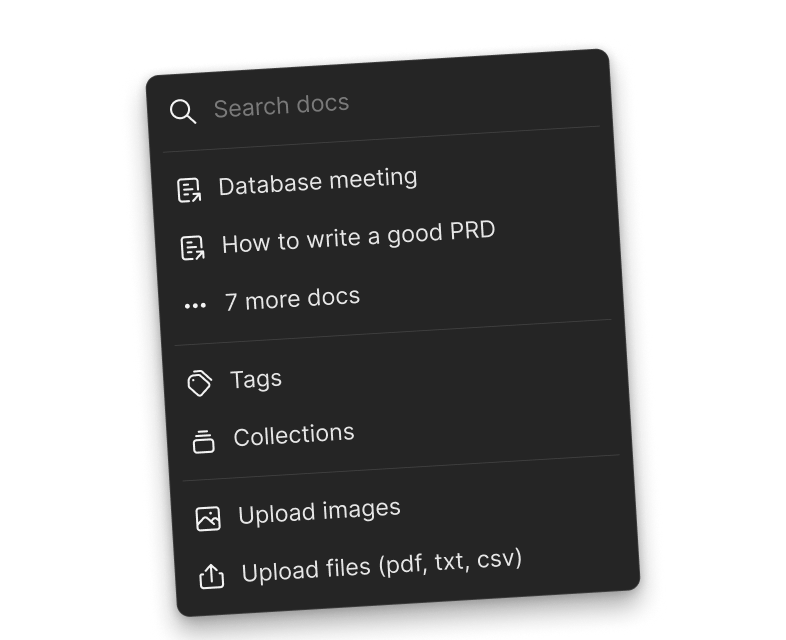 Search docs
Database meeting
How to write a good PRD
7 more docs
Tags
Collections
Upload images
Upload files (pdf, txt, csv)